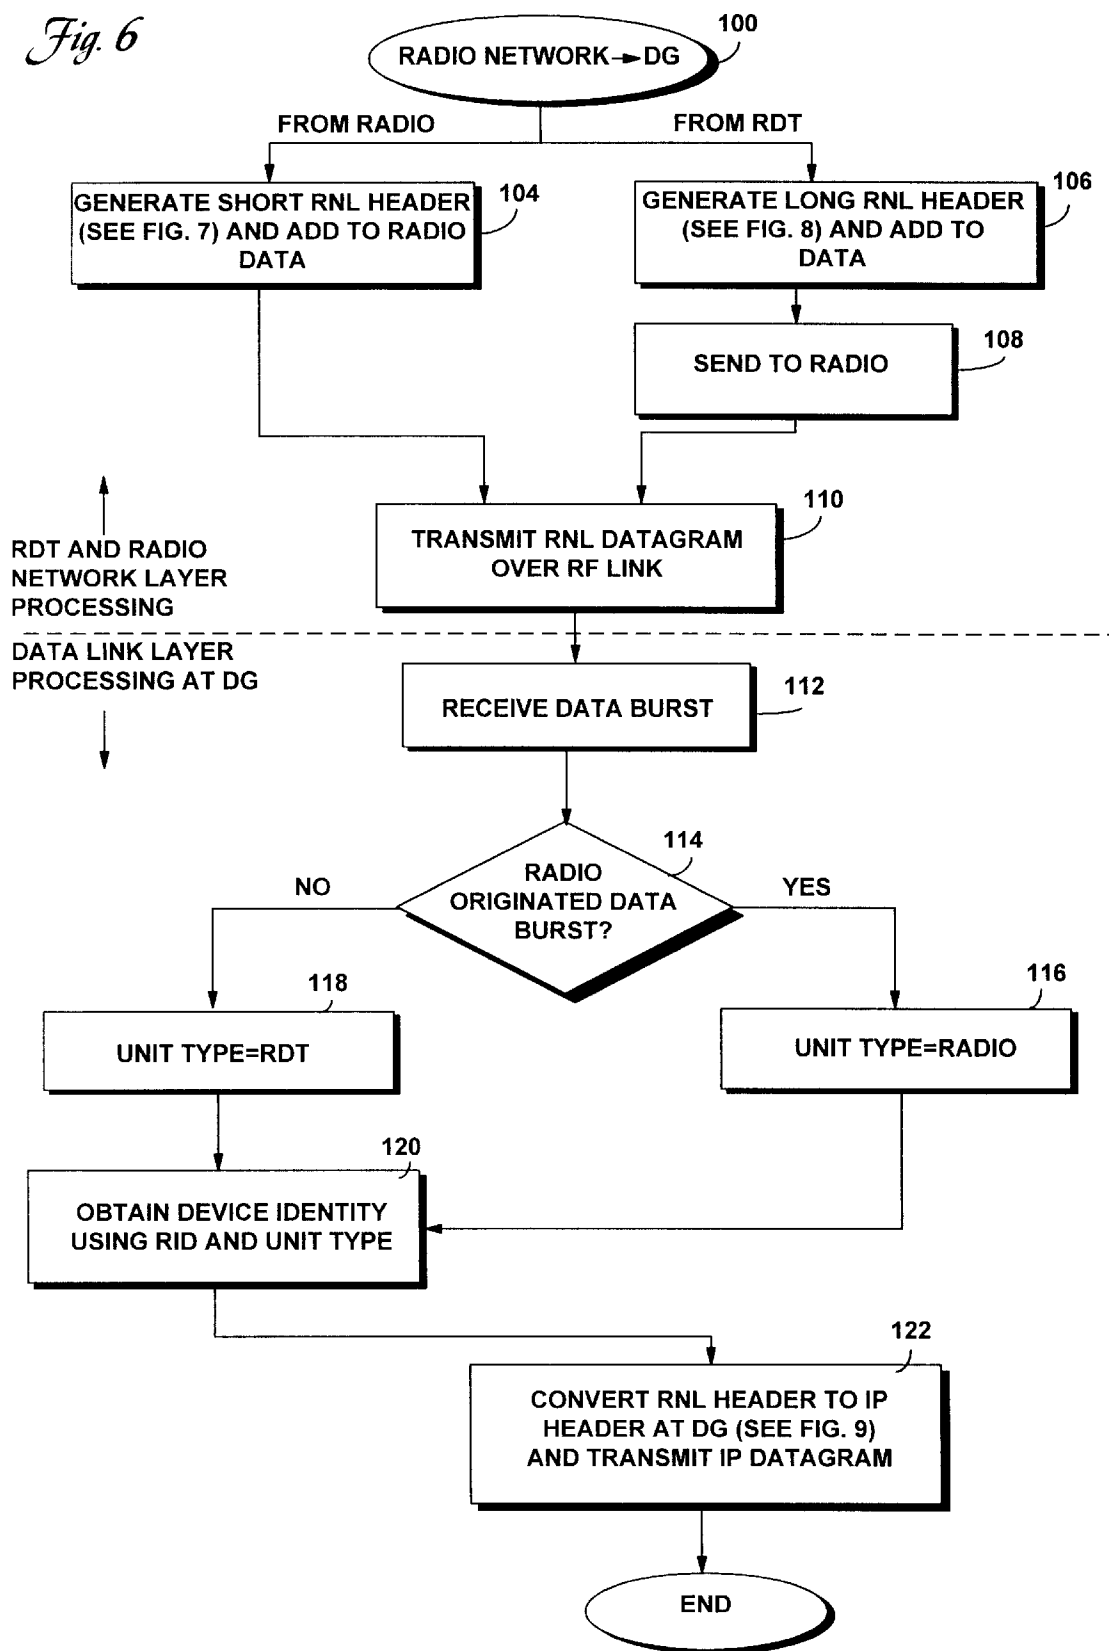 Fig. 6
100
RADIO NETWORK→DG
FROM RADIO
FROM RDT
104
GENERATE SHORT RNL HEADER
(SEE FIG. 7) AND ADD TO RADIO
DATA
106
GENERATE LONG RNL HEADER
(SEE FIG. 8) AND ADD TO
DATA
108
SEND TO RADIO
110
TRANSMIT RNL DATAGRAM
OVER RF LINK
RDT AND RADIO
NETWORK LAYER
PROCESSING
DATA LINK LAYER
PROCESSING AT DG
112
RECEIVE DATA BURST
114
RADIO
ORIGINATED DATA
BURST?
NO
YES
118
UNIT TYPE=RDT
116
UNIT TYPE=RADIO
120
OBTAIN DEVICE IDENTITY
USING RID AND UNIT TYPE
122
CONVERT RNL HEADER TO IP
HEADER AT DG (SEE FIG. 9)
AND TRANSMIT IP DATAGRAM
END